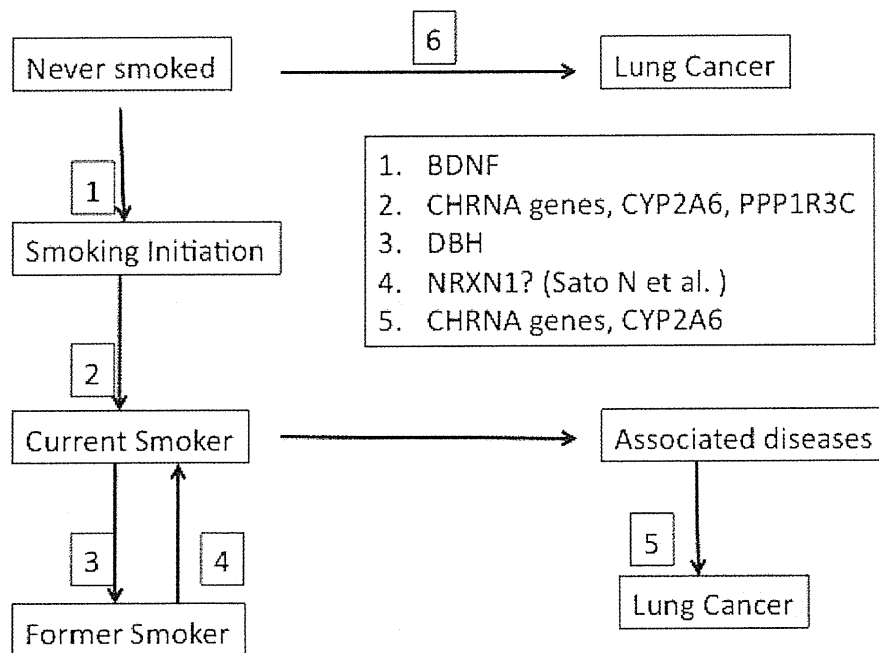 6
Never smoked
Lung Cancer
1
1. BDNF
2. CHRNA genes, CYP2A6, PPP1R3C
3. DBH
4. NRXN1? (Sato N et al. )
5. CHRNA genes, CYP2A6
Smoking Initiation
2
Current Smoker
Associated diseases
3
4
5
Former Smoker
Lung Cancer